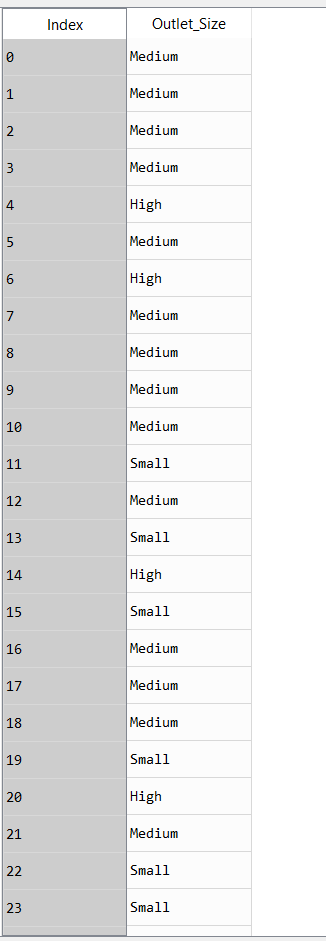 Index Outlet_Size
0 Medium
1 Medium
2 Medium
3 Medium
4 High
5 Medium
6 High
7 Medium
8 Medium
9 Medium
10 Medium
11 Small
12 Medium
13 Small
14 High
15 Small
16 Medium
17 Medium
18 Medium
19 Small
20 High
21 Medium
22 Small
23 Small